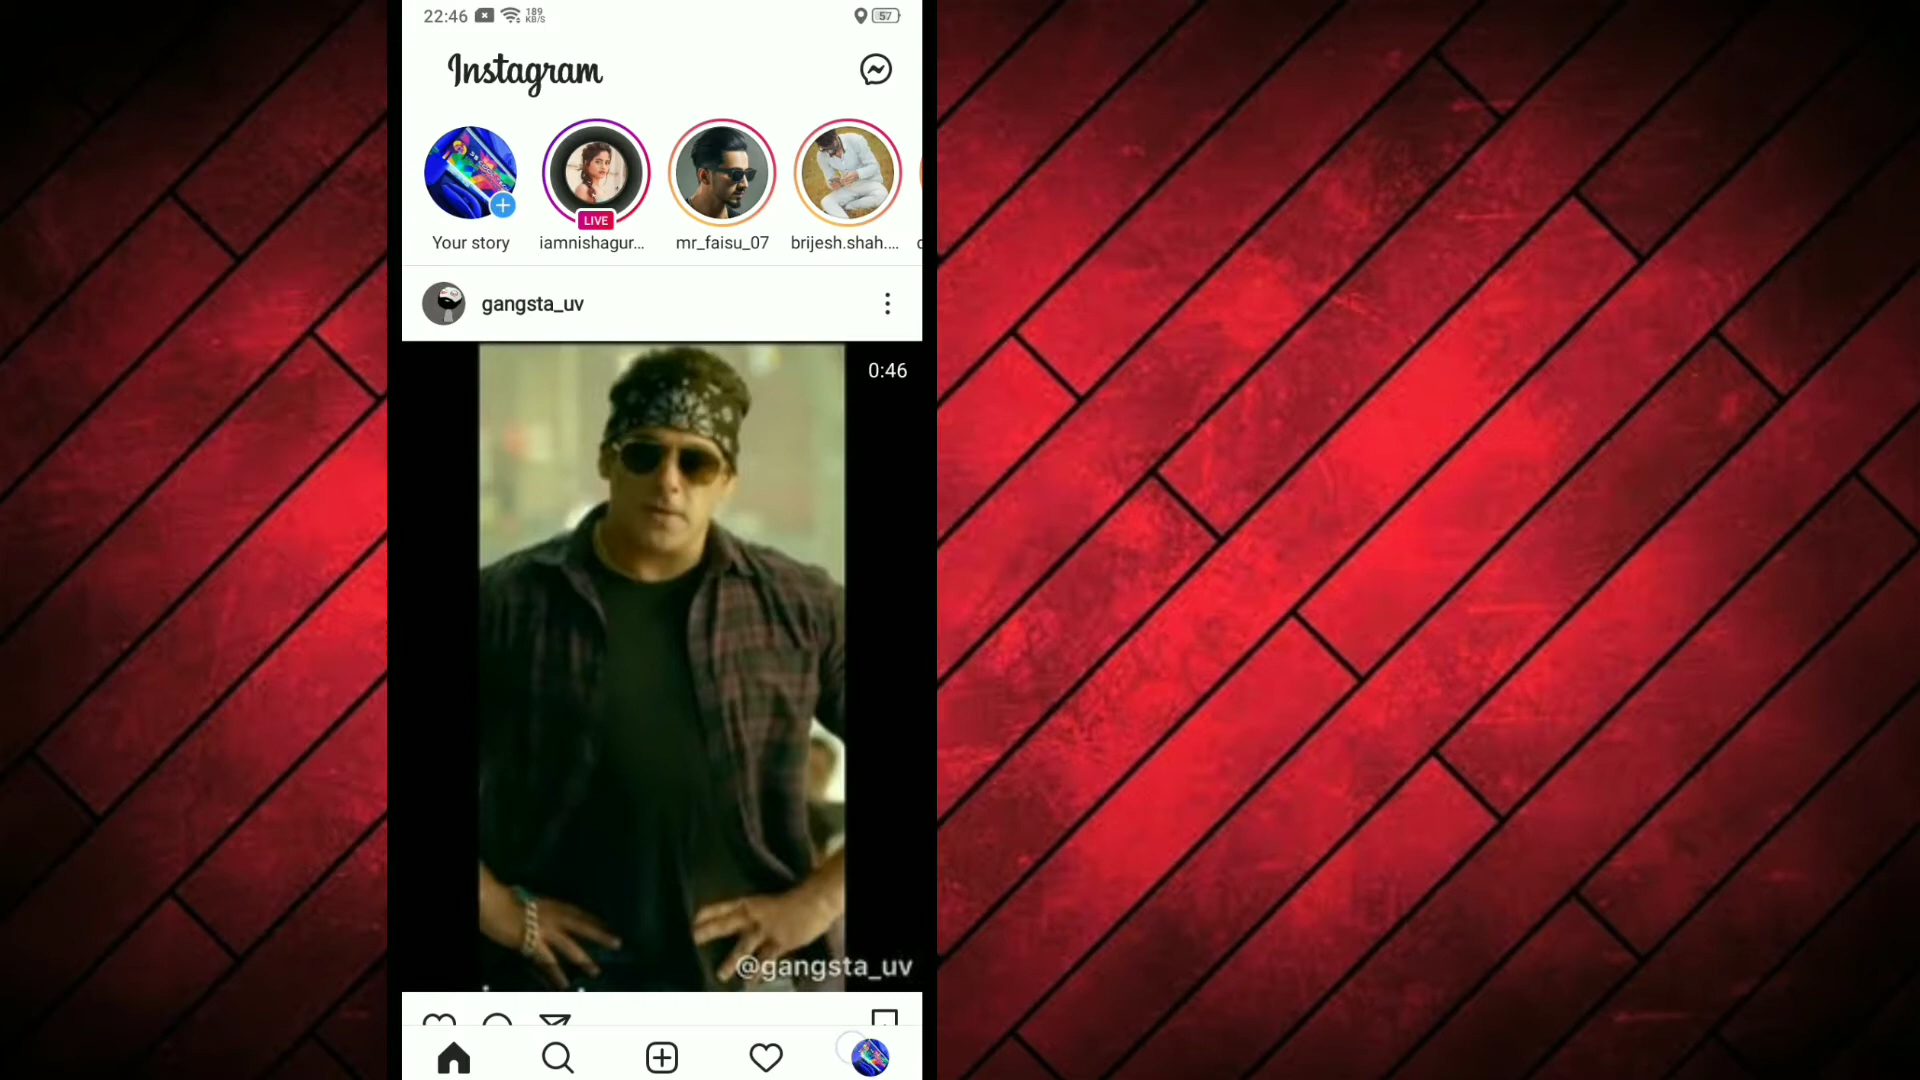 22:46 189 KB/S 57
Instagram
LIVE
Your story iamnishagur... mr_faisu_07 brijesh.shah....
gangsta_uv
0:46
@gangsta_uv